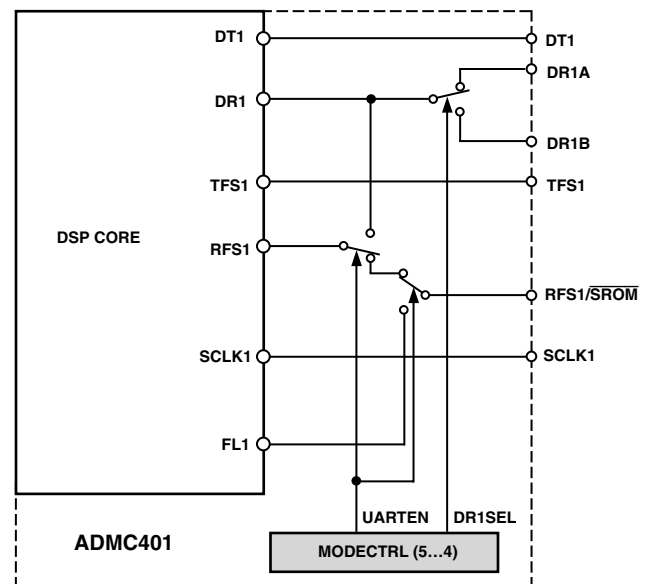 DT1
DT1
DR1A
DR1
DR1B
TFS1
TFS1
DSP CORE
RFS1
RFS1/SROM
SCLK1
SCLK1
FL1
UARTEN
DR1SEL
ADMC401
MODECTRL (5...4)